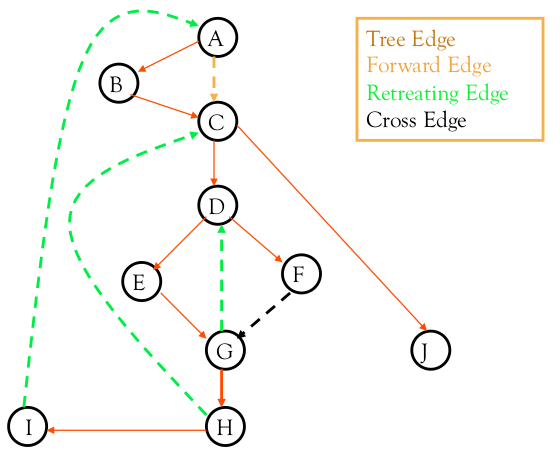 A
Tree Edge
Forward Edge
Retreating Edge
Cross Edge
B
C
D
E
F
G
J
I
H